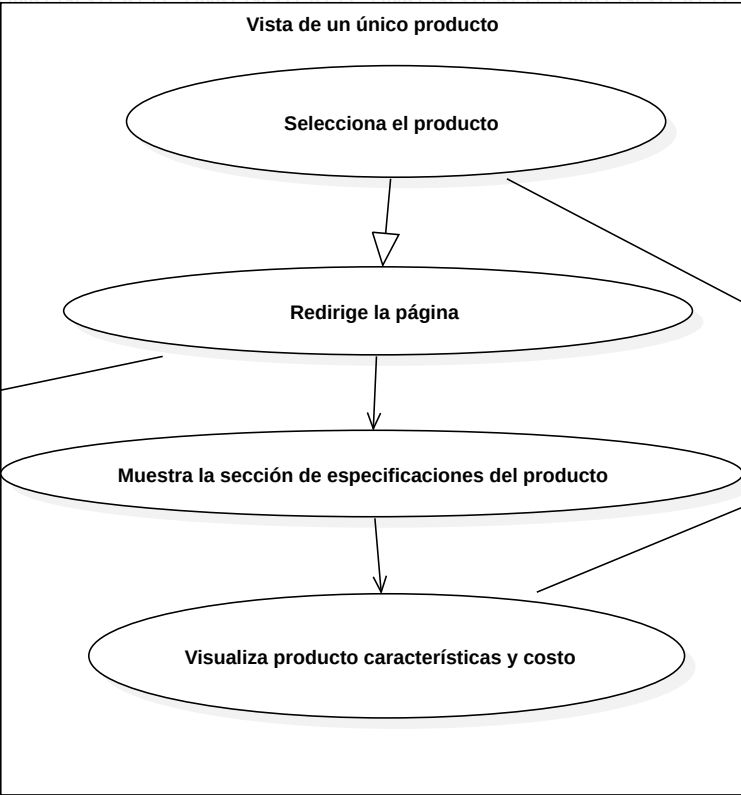 Vista de un único producto
Selecciona el producto
Redirige la página
Muestra la sección de especificaciones del producto
Visualiza producto características y costo